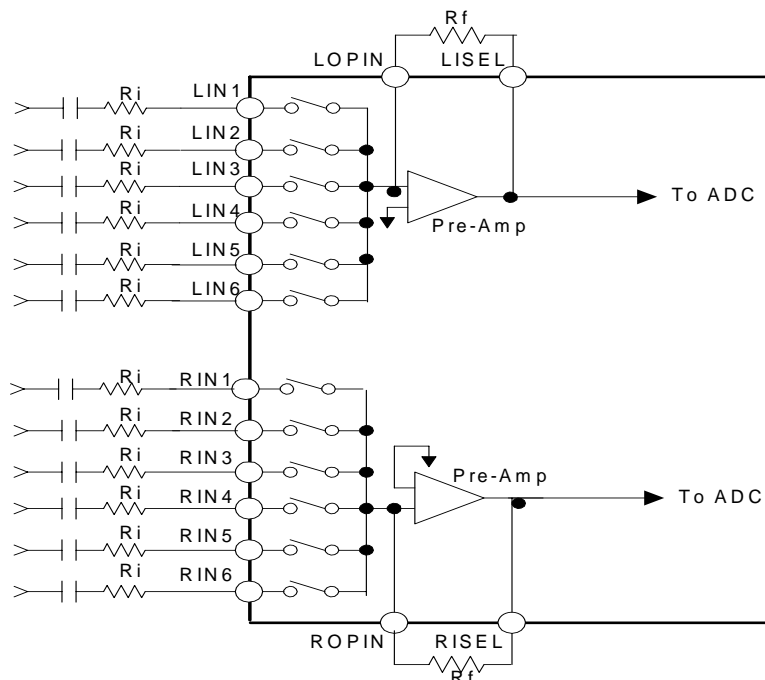 Rf
LOPIN LISEL
Ri LIN1
Ri LIN2
Ri LIN3
Ri LIN4
Ri LIN5
Ri LIN6
To ADC
Pre-Amp
Ri RIN1
Ri RIN2
Ri RIN3
Ri RIN4
Ri RIN5
Ri RIN6
Pre-Amp
To ADC
ROPIN RISEL
Rf